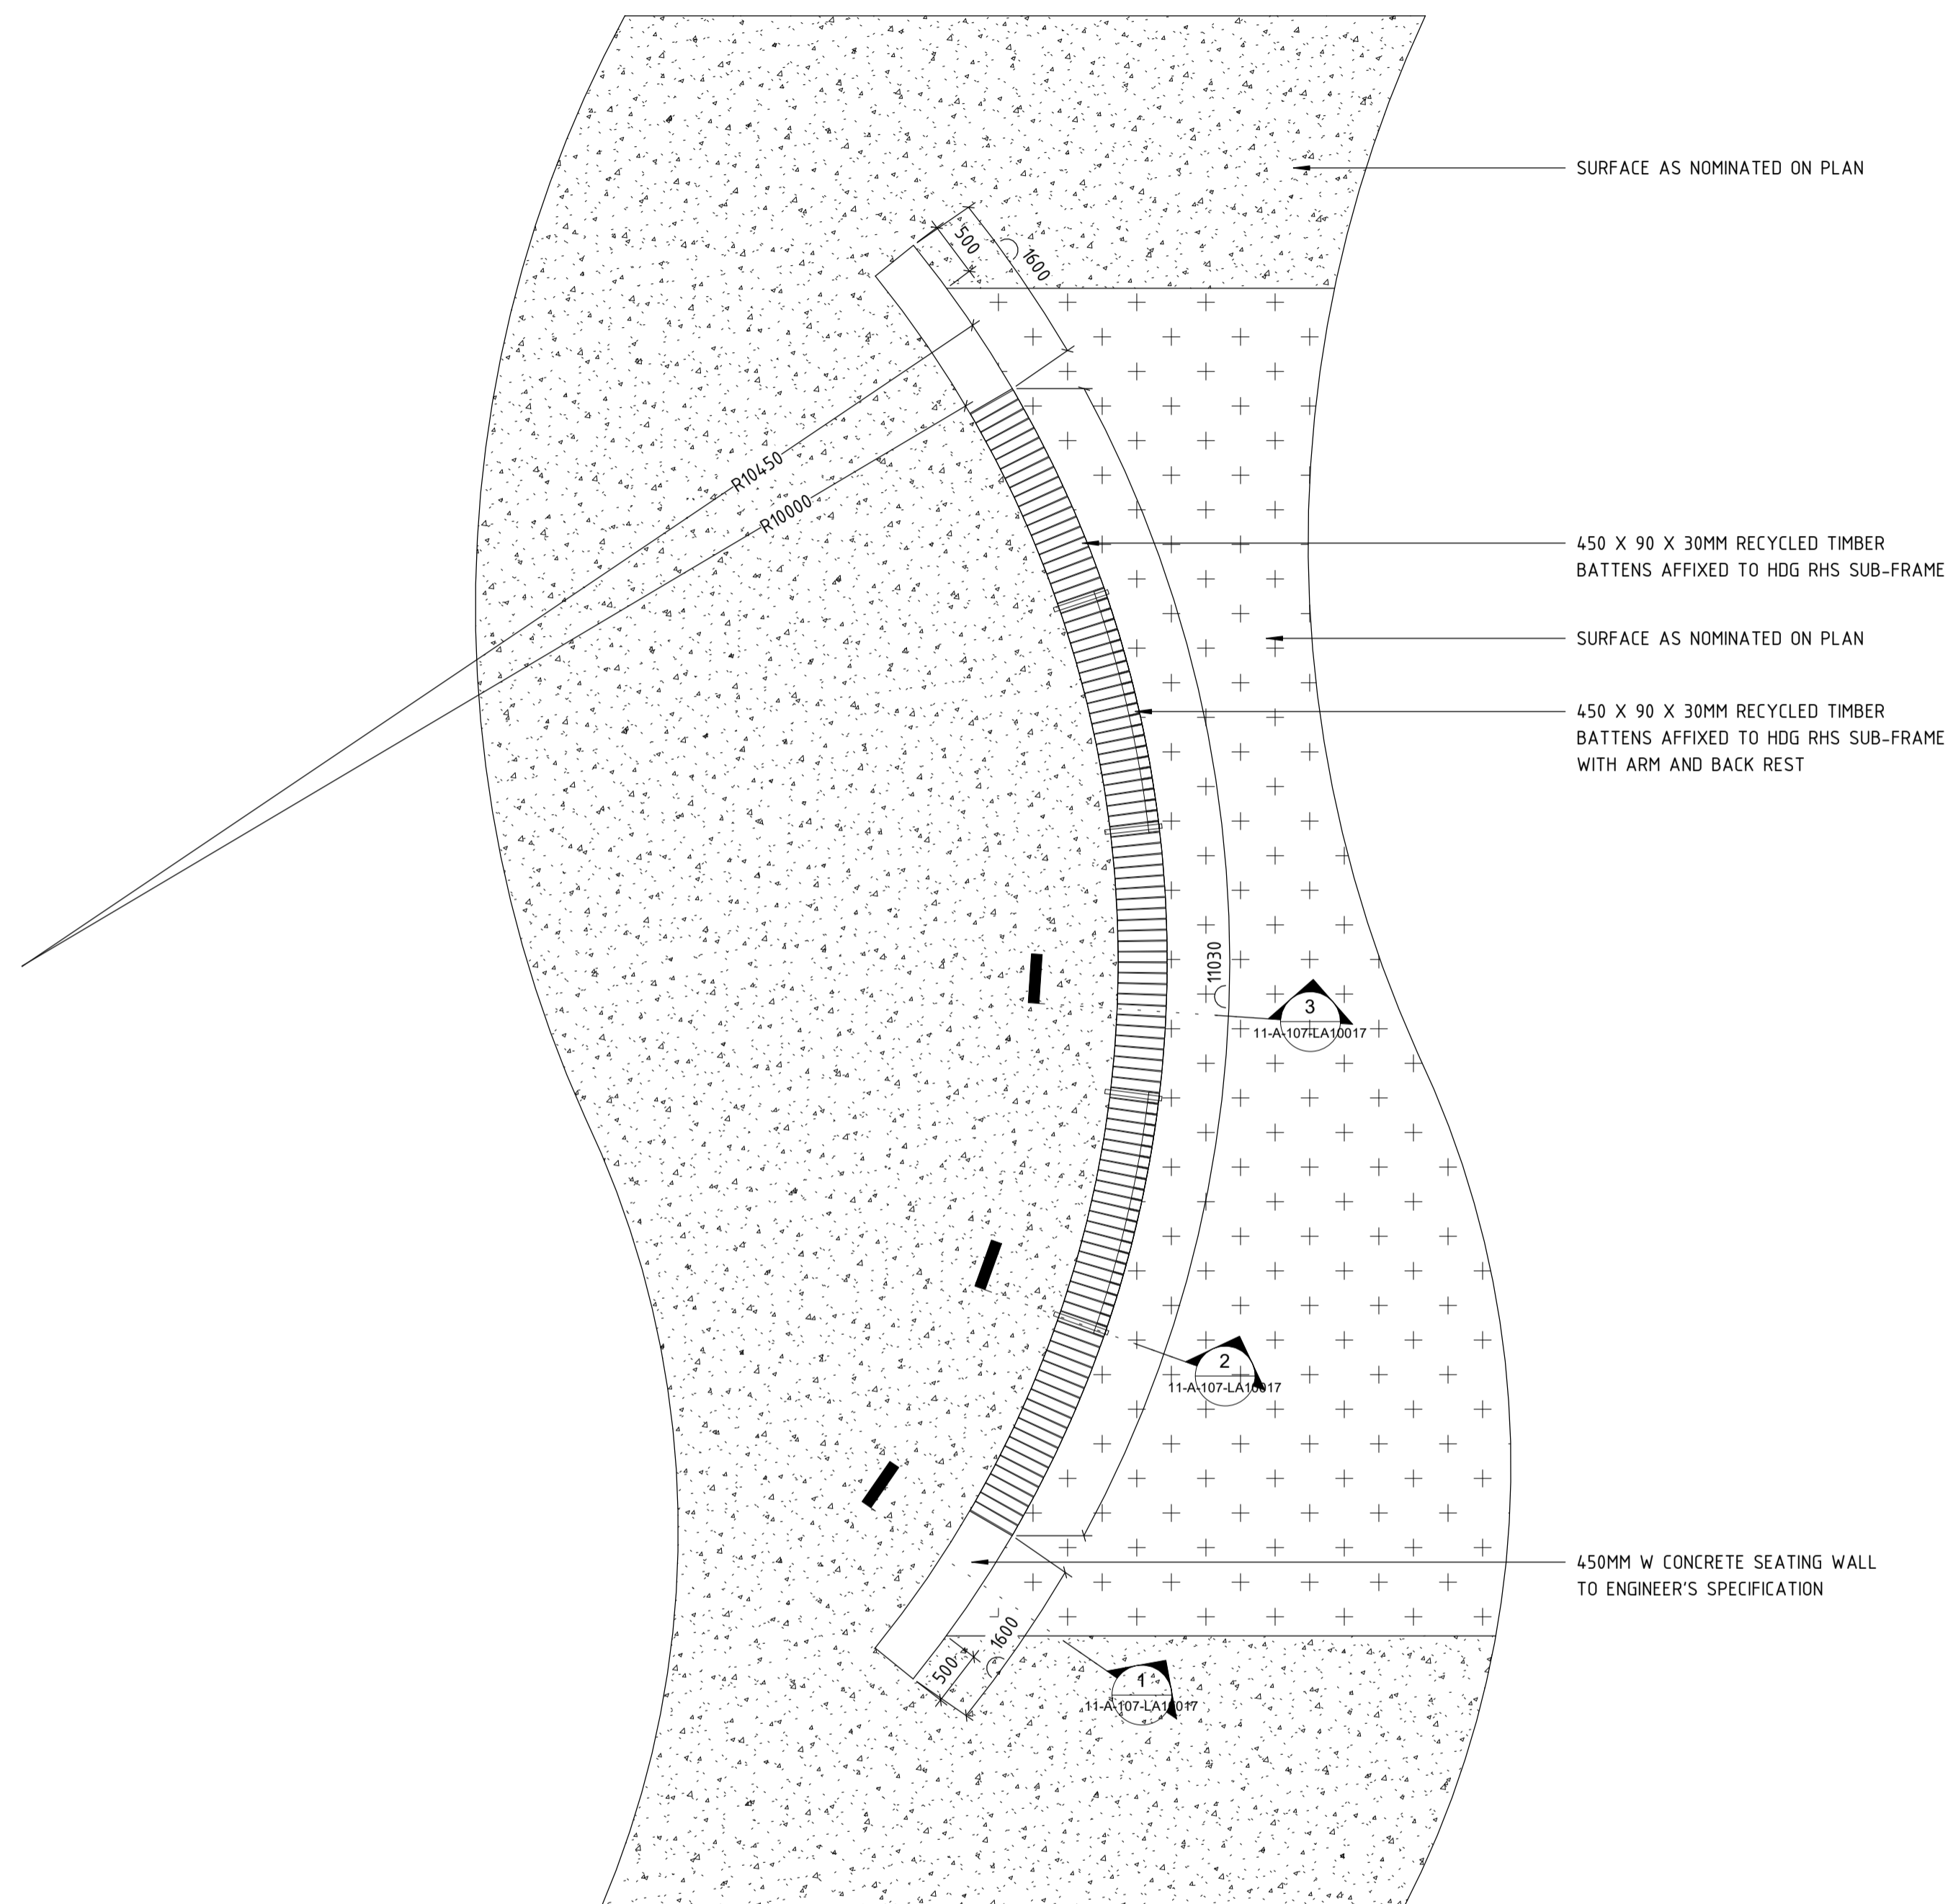 SURFACE AS NOMINATED ON PLAN
500
1600
R10450
R10000
450 X 90 X 30MM RECYCLED TIMBER
BATTENS AFFIXED TO HDG RHS SUB-FRAME
SURFACE AS NOMINATED ON PLAN
450 X 90 X 30MM RECYCLED TIMBER
BATTENS AFFIXED TO HDG RHS SUB-FRAME
WITH ARM AND BACK REST
11030
3
11-A-107-LA10017
2
11-A-107-LA10017
450MM W CONCRETE SEATING WALL
TO ENGINEER'S SPECIFICATION
1600
500
1
11-A-107-LA10017